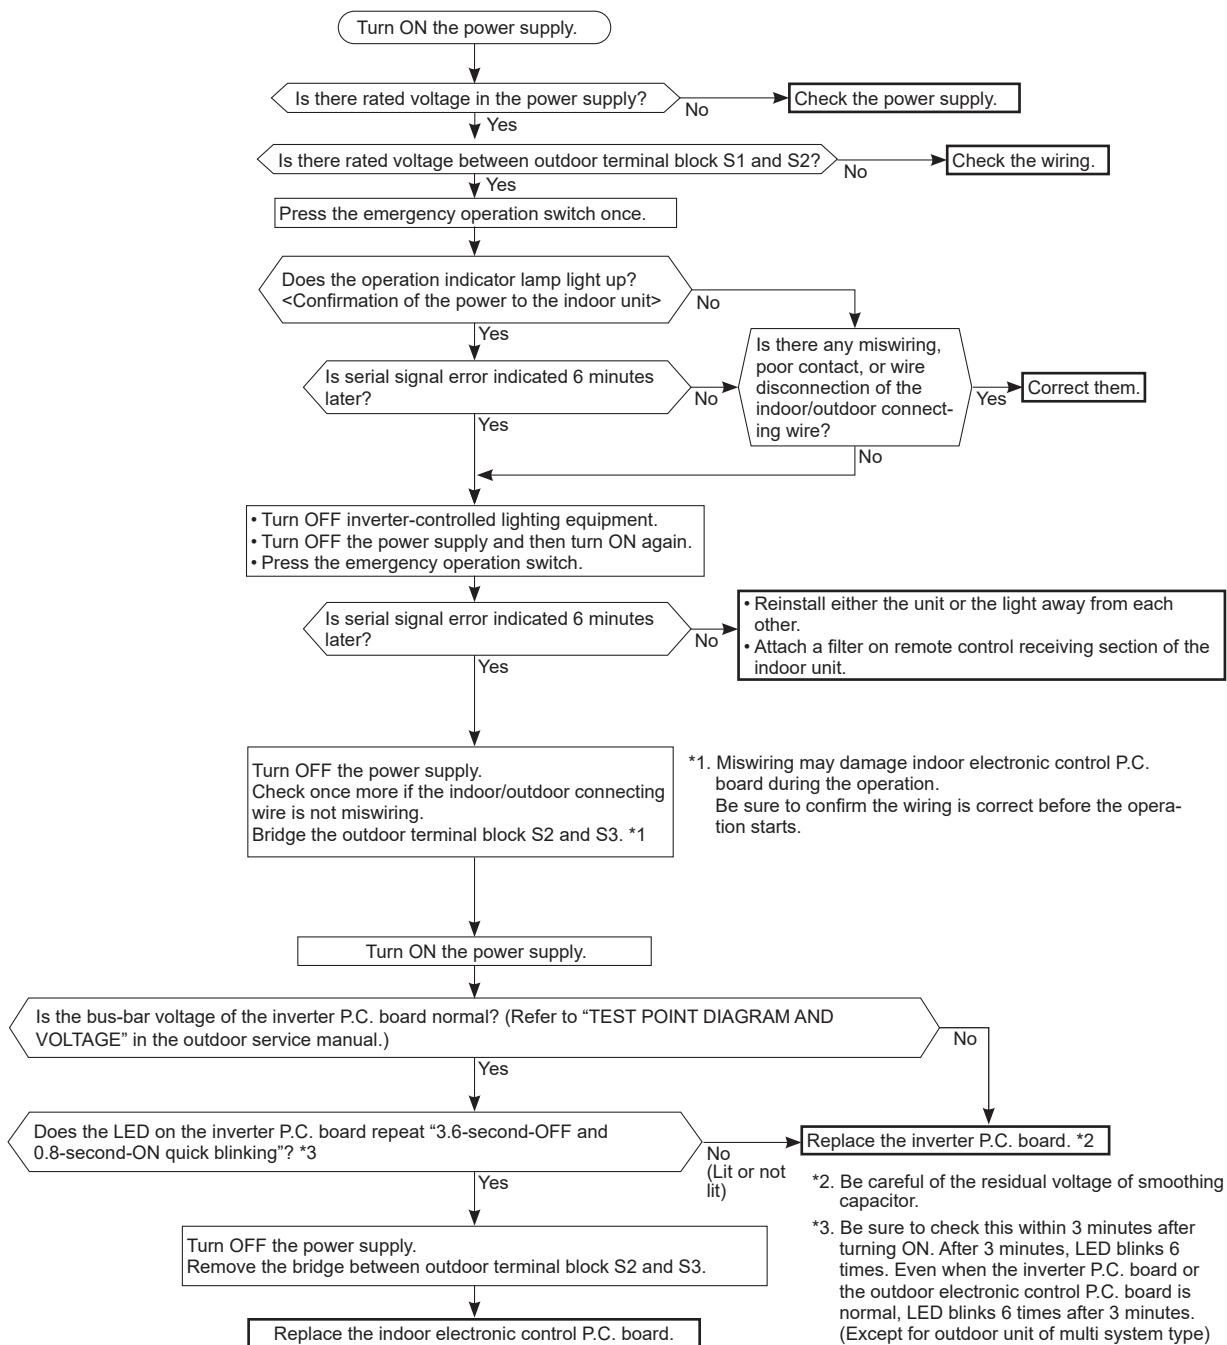 Turn ON the power supply.
Is there rated voltage in the power supply?
No
Check the power supply.
Yes
Is there rated voltage between outdoor terminal block S1 and S2?
No
Check the wiring.
Yes
Press the emergency operation switch once.
Does the operation indicator lamp light up?
<Confirmation of the power to the indoor unit>
No
Yes
Is there any miswiring,
poor contact, or wire
disconnection of the
indoor/outdoor connect-
ing wire?
Yes
Correct them.
No
Is serial signal error indicated 6 minutes
later?
No
Yes
• Turn OFF inverter-controlled lighting equipment.
• Turn OFF the power supply and then turn ON again.
• Press the emergency operation switch.
Is serial signal error indicated 6 minutes
later?
No
• Reinstall either the unit or the light away from each
other.
• Attach a filter on remote control receiving section of the
indoor unit.
Yes
Turn OFF the power supply.
Check once more if the indoor/outdoor connecting
wire is not miswiring.
Bridge the outdoor terminal block S2 and S3. *1
*1. Miswiring may damage indoor electronic control P.C.
board during the operation.
Be sure to confirm the wiring is correct before the opera-
tion starts.
Turn ON the power supply.
Is the bus-bar voltage of the inverter P.C. board normal? (Refer to “TEST POINT DIAGRAM AND
VOLTAGE” in the outdoor service manual.)
No
Yes
Does the LED on the inverter P.C. board repeat “3.6-second-OFF and
0.8-second-ON quick blinking”? *3
No
(Lit or not
lit)
Replace the inverter P.C. board. *2
Yes
*2. Be careful of the residual voltage of smoothing
capacitor.
*3. Be sure to check this within 3 minutes after
turning ON. After 3 minutes, LED blinks 6
times. Even when the inverter P.C. board or
the outdoor electronic control P.C. board is
normal, LED blinks 6 times after 3 minutes.
(Except for outdoor unit of multi system type)
Turn OFF the power supply.
Remove the bridge between outdoor terminal block S2 and S3.
Replace the indoor electronic control P.C. board.